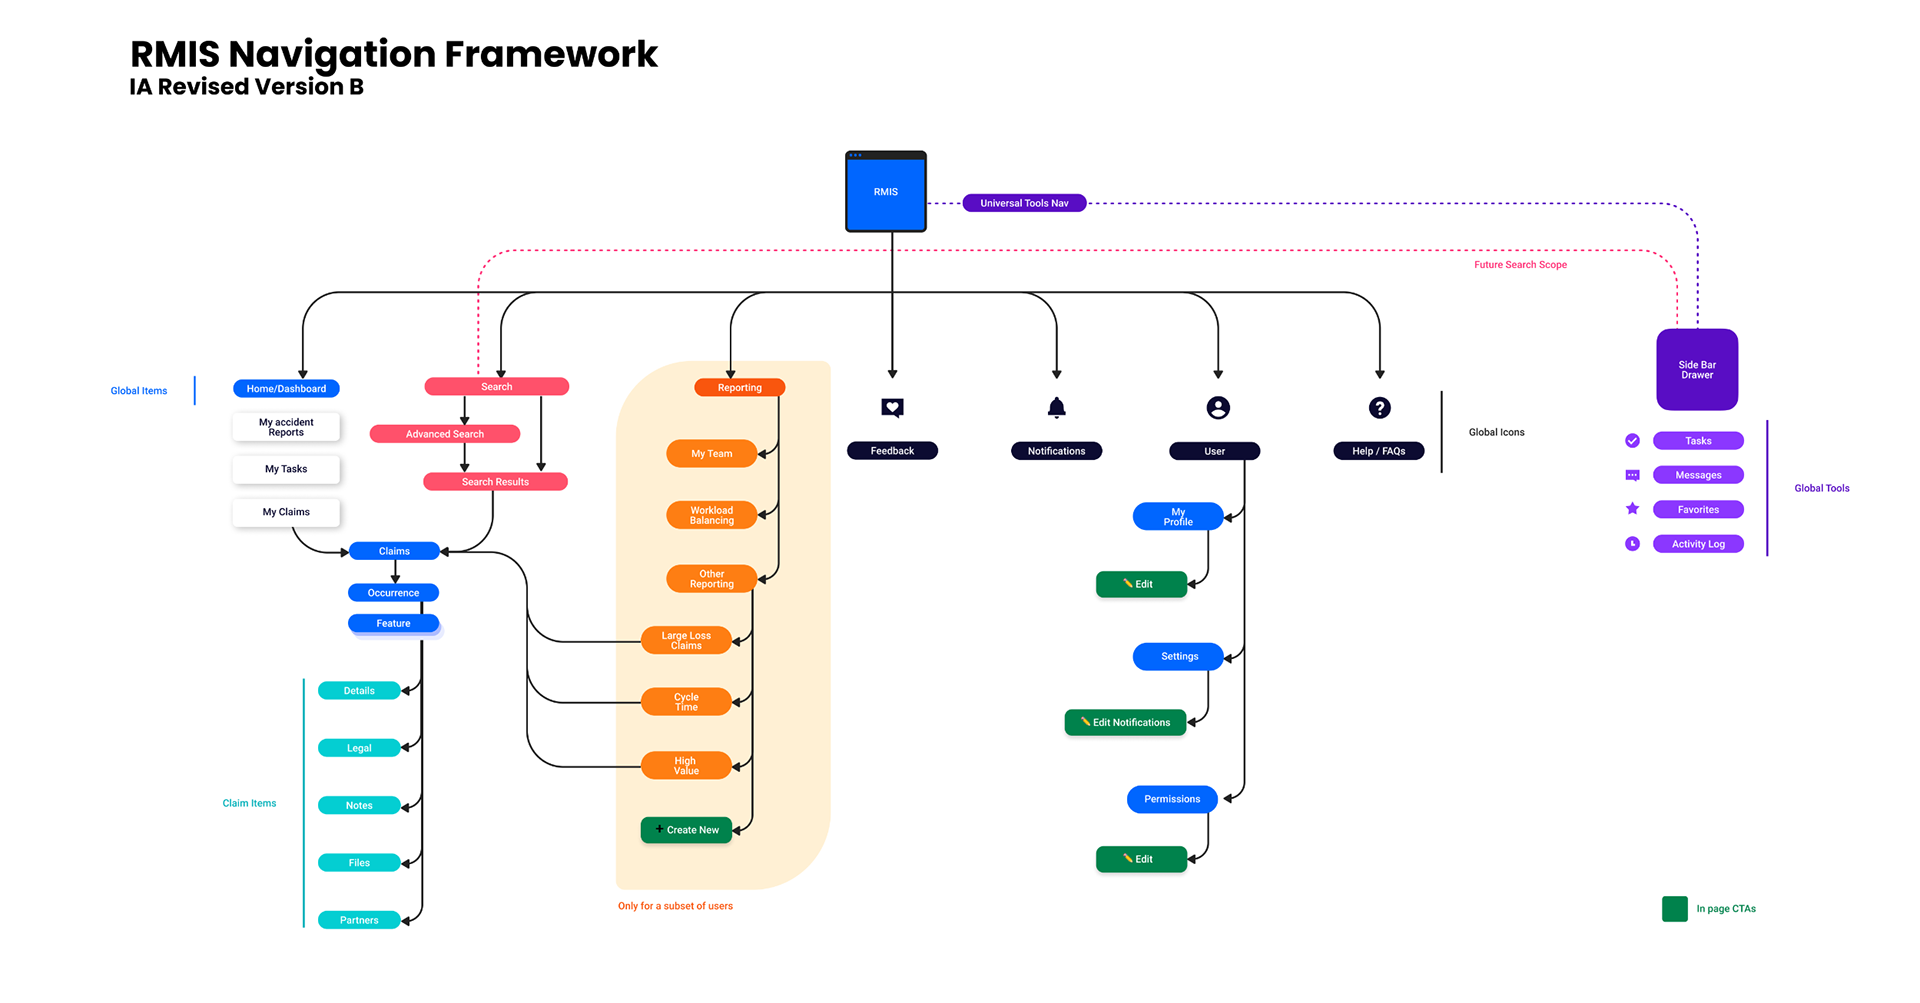 RMIS Navigation Framework
IA Revised Version B
RMIS
Universal Tools Nav
Future Search Scope
Global Items
Home/Dashboard
My accident
Reports
My Tasks
My Claims
Search
Advanced Search
Search Results
Claims
Occurrence
Feature
Claim Items
Details
Legal
Notes
Files
Partners
Reporting
My Team
Workload
Balancing
Other
Reporting
Large Loss
Claims
Cycle
Time
High
Value
+ Create New
Only for a subset of users
Feedback
Notifications
User
Help / FAQs
Global Icons
My
Profile
Edit
Settings
Edit Notifications
Permissions
Edit
Side Bar
Drawer
Tasks
Messages
Favorites
Activity Log
Global Tools
In page CTAs